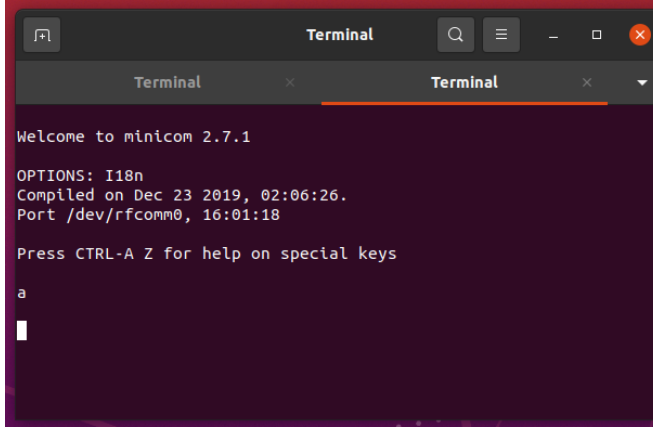 Terminal
Terminal
Terminal
Welcome to minicom 2.7.1
OPTIONS: I18n
Compiled on Dec 23 2019, 02:06:26.
Port /dev/rfcomm0, 16:01:18
Press CTRL-A Z for help on special keys
a